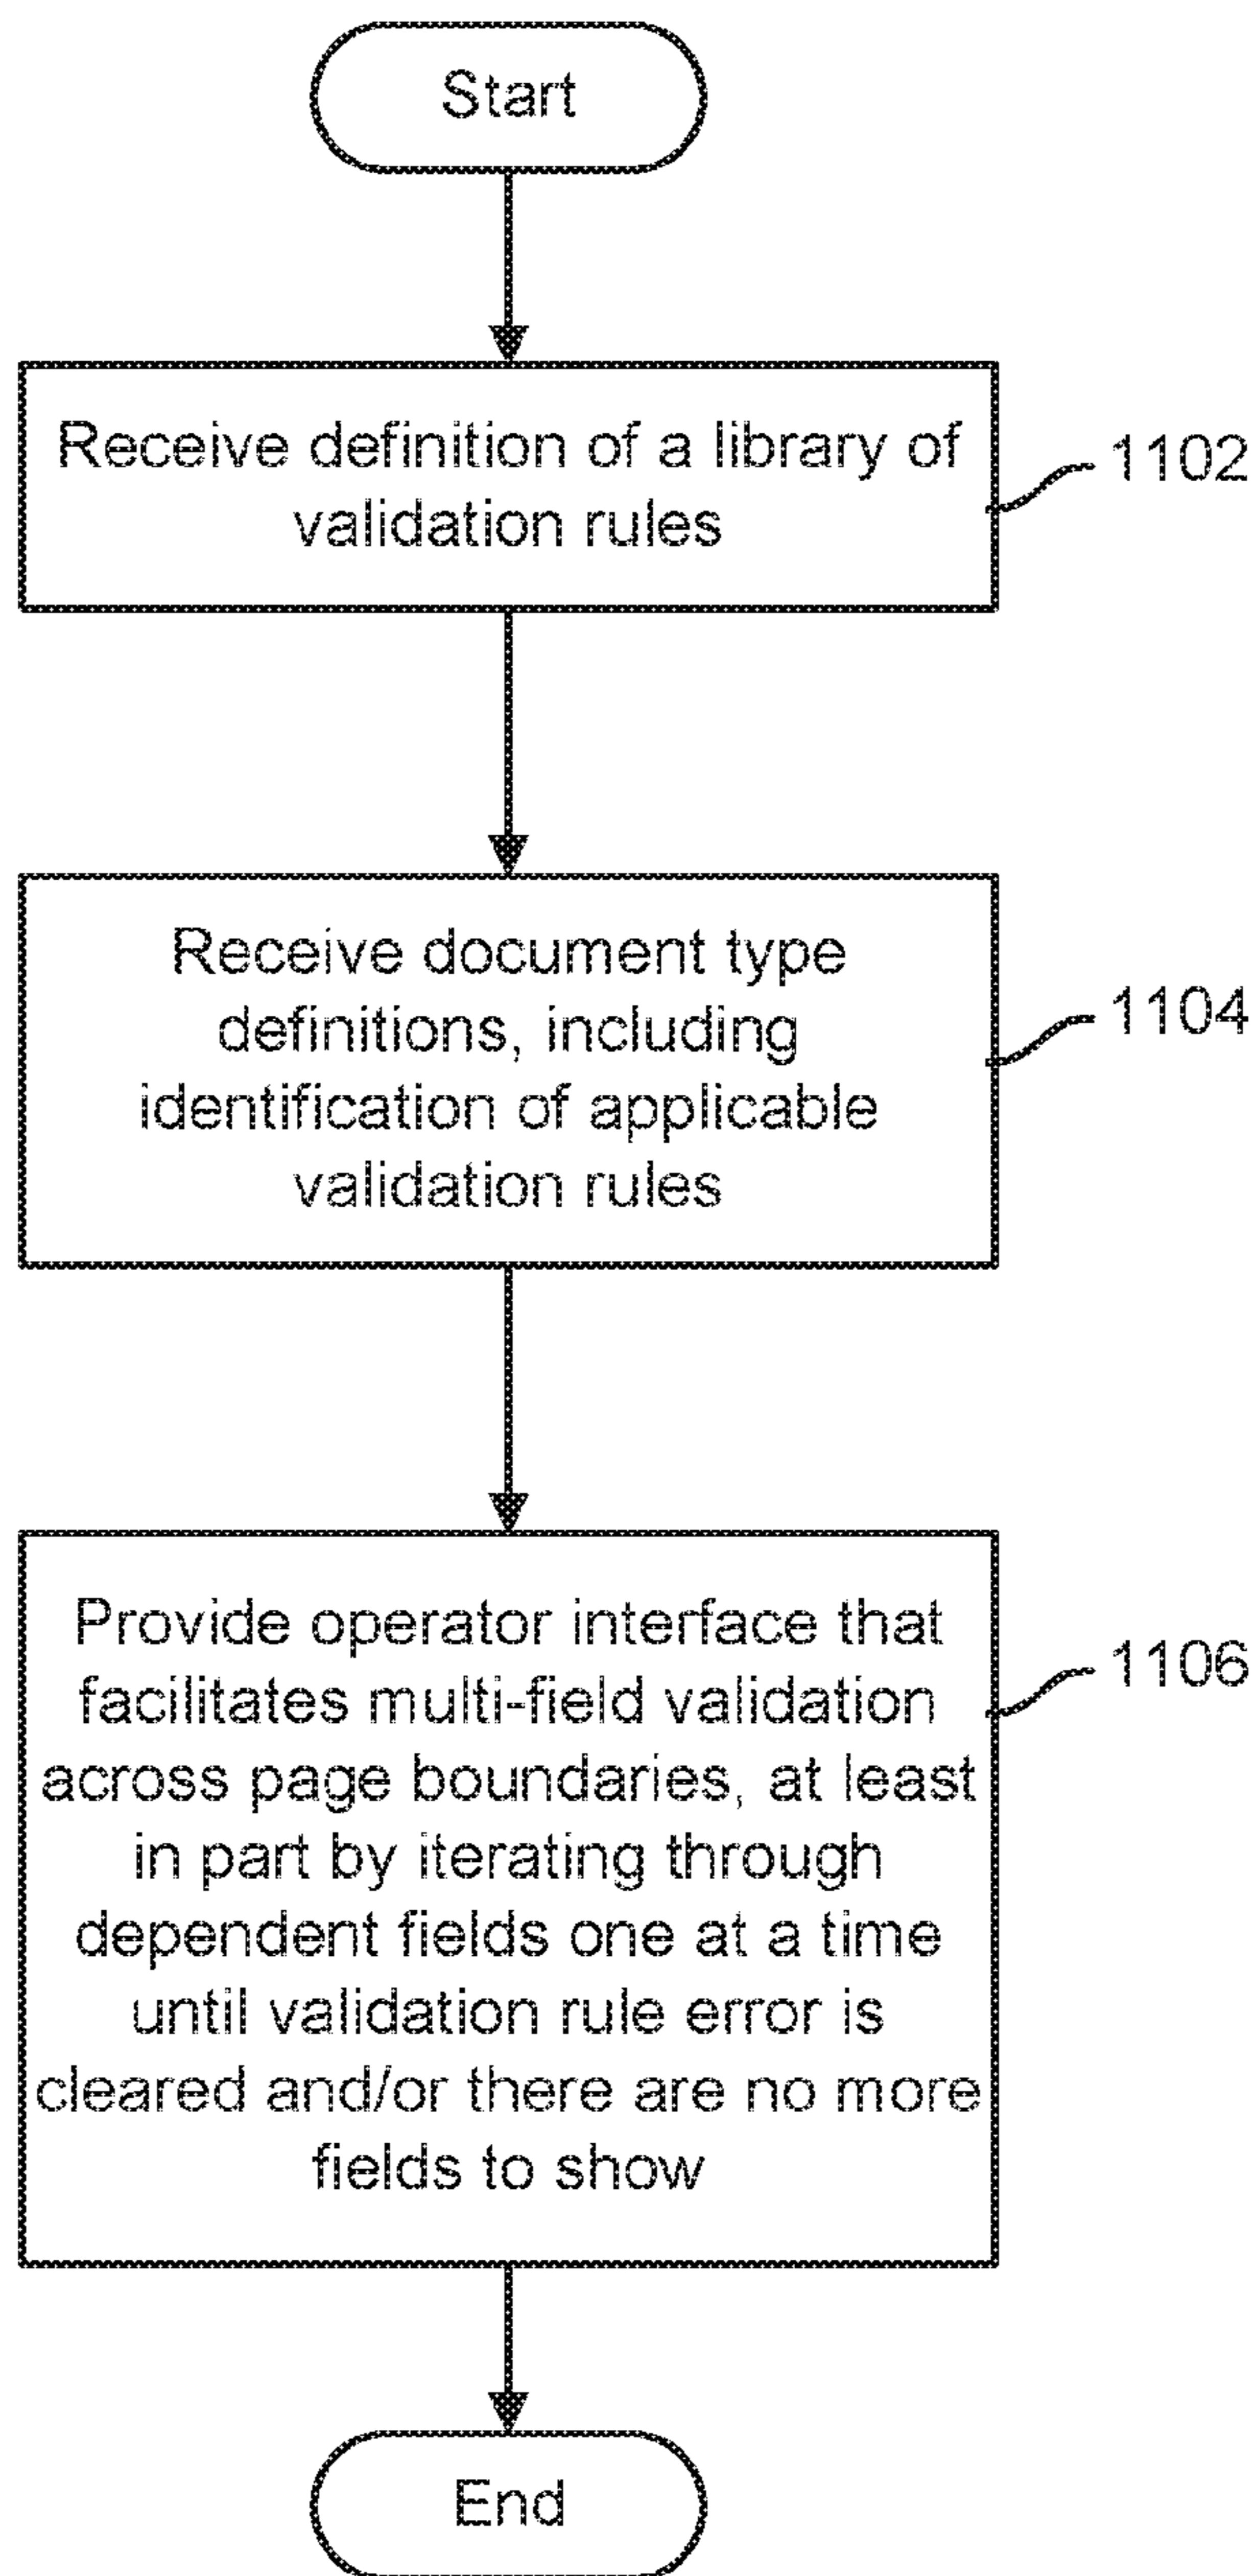 Start
Receive definition of a library of
validation rules
1102
Receive document type
definitions, including
identification of applicable
validation rules
1104
Provide operator interface that
facilitates multi-field validation
across page boundaries, at least
in part by iterating through
dependent fields one at a time
until validation rule error is
cleared and/or there are no more
fields to show
1106
End